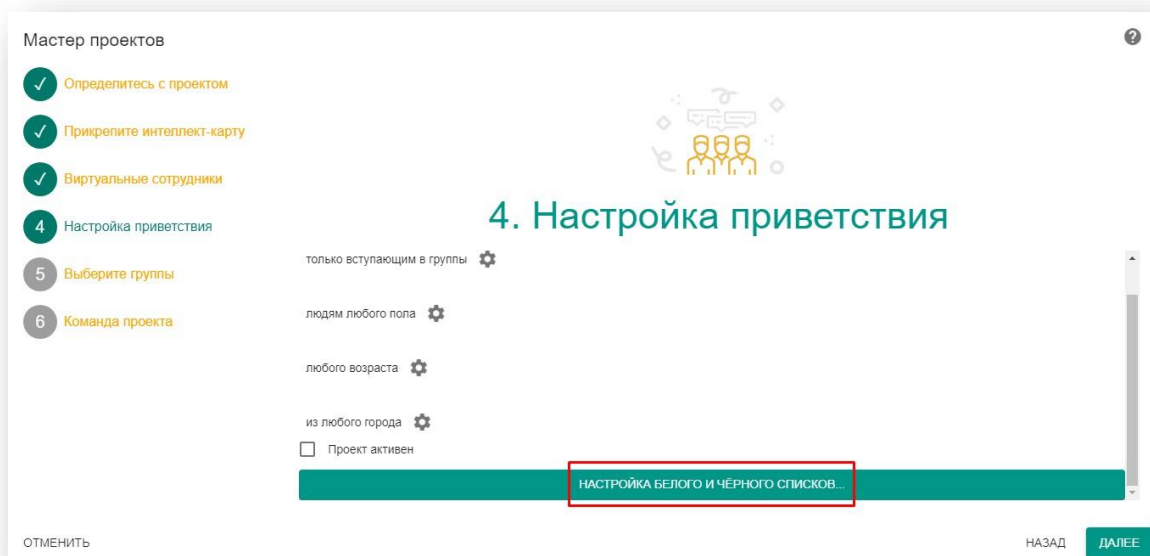 Мастер проектов
Определитесь с проектом
Прикрепите интеллект-карту
Виртуальные сотрудники
4 Настройка приветствия
5 Выберите группы
6 Команда проекта
4. Настройка приветствия
только вступающим в группы
людям любого пола
любого возраста
из любого города
Проект активен
НАСТРОЙКА БЕЛОГО И ЧЁРНОГО СПИСКОВ...
ОТМЕНИТЬ
НАЗАД
ДАЛЕЕ